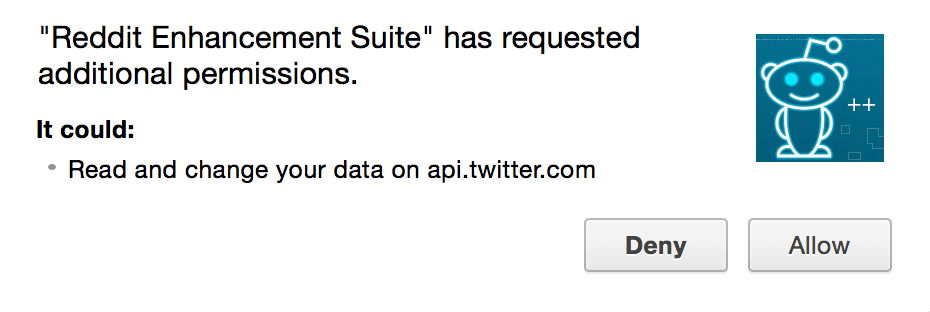 "Reddit Enhancement Suite" has requested
additional permissions.
It could:
• Read and change your data on api.twitter.com
++
Deny Allow